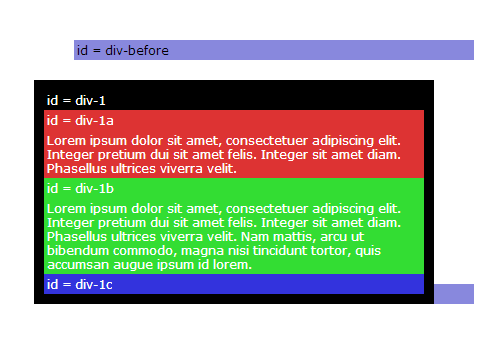 id = div-before
id = div-1
id = div-1a
Lorem ipsum dolor sit amet, consectetuer adipiscing elit.
Integer pretium dui sit amet felis. Integer sit amet diam.
Phasellus ultrices viverra velit.
id = div-1b
Lorem ipsum dolor sit amet, consectetuer adipiscing elit.
Integer pretium dui sit amet felis. Integer sit amet diam.
Phasellus ultrices viverra velit. Nam mattis, arcu ut
bibendum commodo, magna nisi tincidunt tortor, quis
accumsan augue ipsum id lorem.
id = div-1c